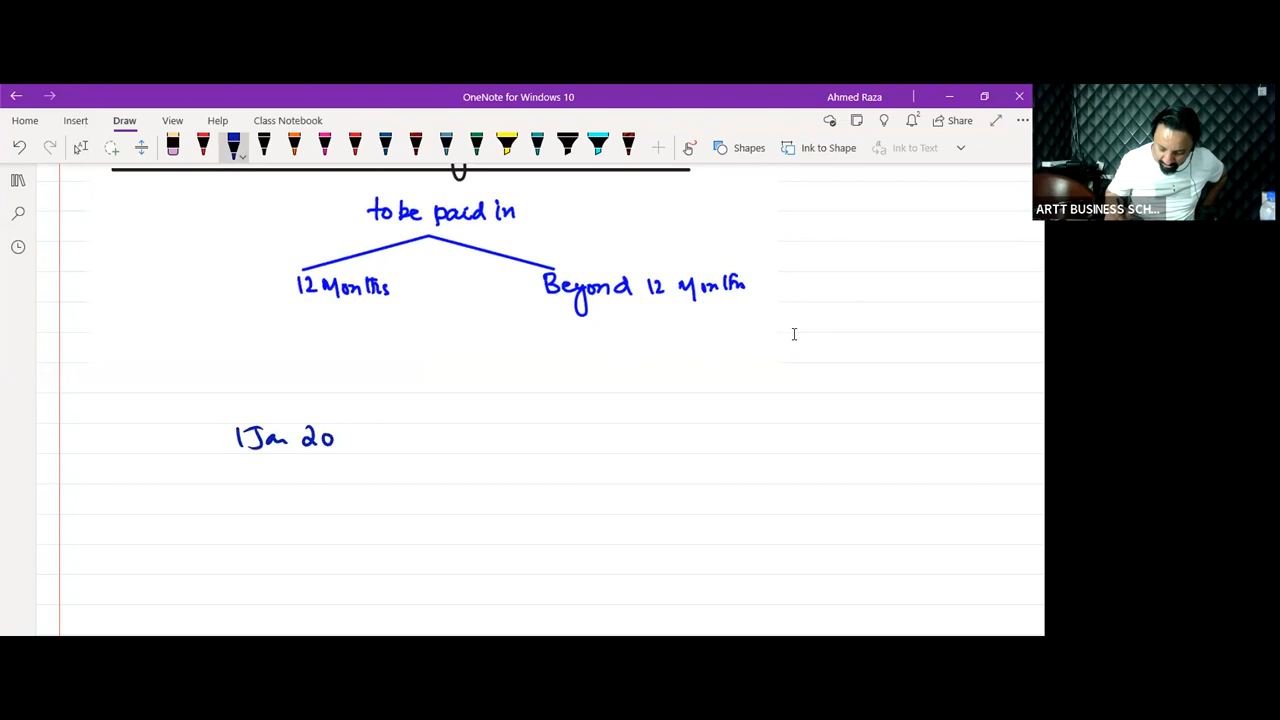 OneNote for Windows 10
Ahmed Raza
Home Insert Draw View Help Class Notebook
Share
Shapes
Ink to Shape
Ink to Text
ARTT BUSINESS SCH...
to be paid in
12 Months
Beyond 12 Months
1 Jan 20